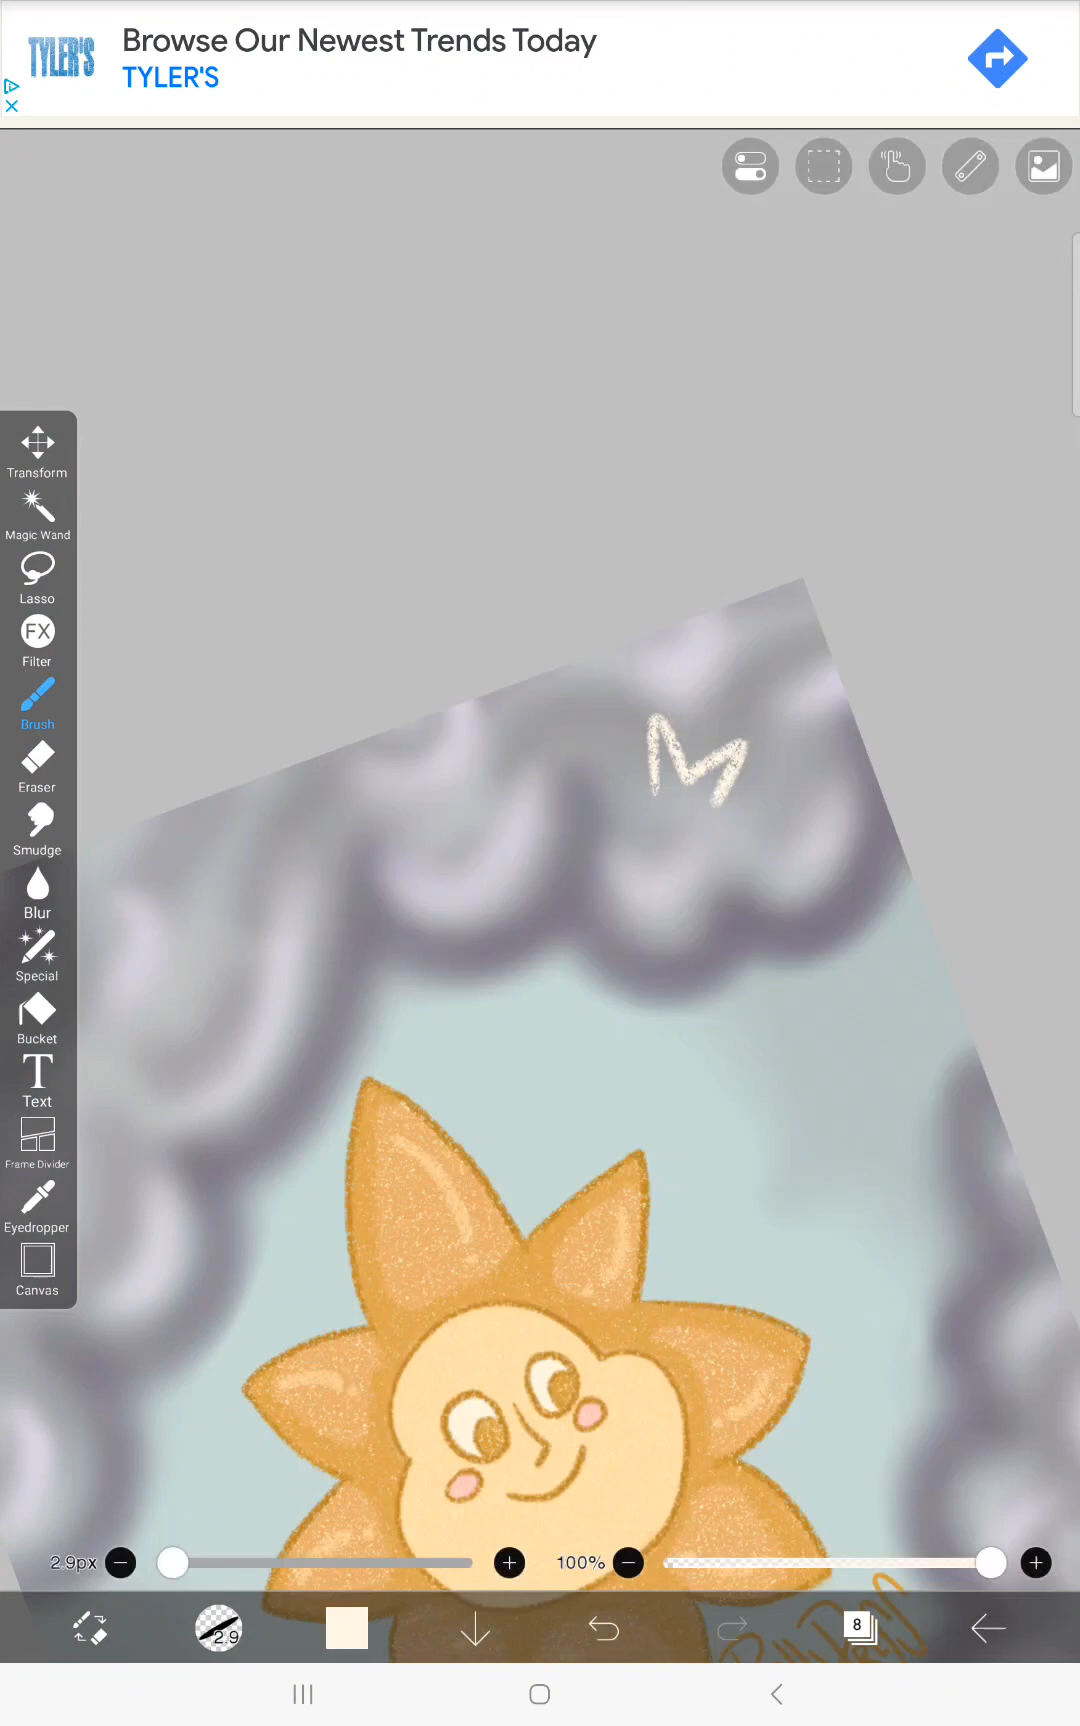 TYLER'S
Browse Our Newest Trends Today
TYLER'S
Transform
Magic Wand
Lasso
FX
Filter
Brush
Eraser
Smudge
Blur
Special
Bucket
T
Text
Frame Divider
Eyedropper
Canvas
M
2.9px
100%
2.9
8